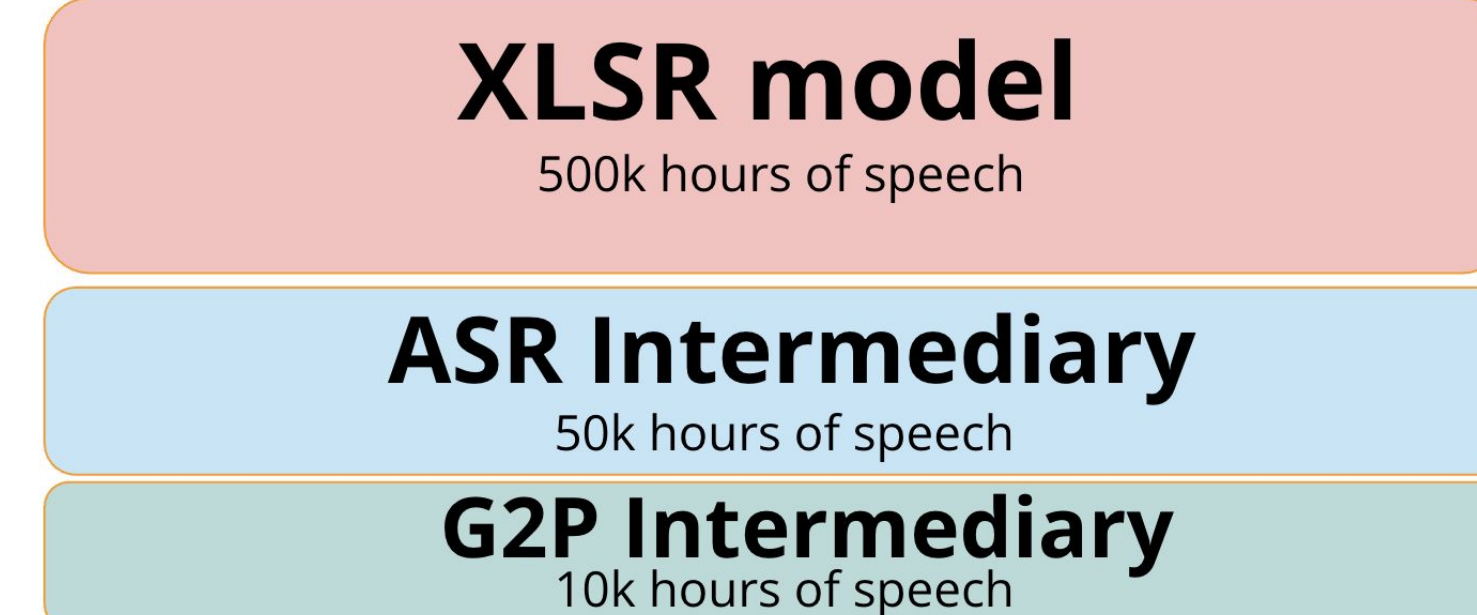 XLSR model
500k hours of speech
ASR Intermediary
50k hours of speech
G2P Intermediary
10k hours of speech